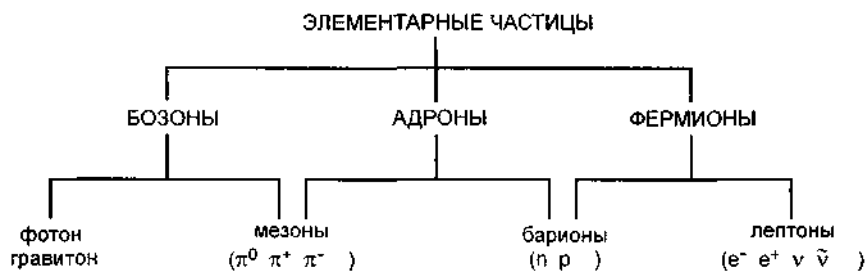 ЭЛЕМЕНТАРНЫЕ ЧАСТИЦЫ
БОЗОНЫ АДРОНЫ ФЕРМИОНЫ
фотон мезоны барионы лептоны
гравитон (π⁰ π⁺ π⁻ ) (n p ) (e⁻ e⁺ ν ν̃ )